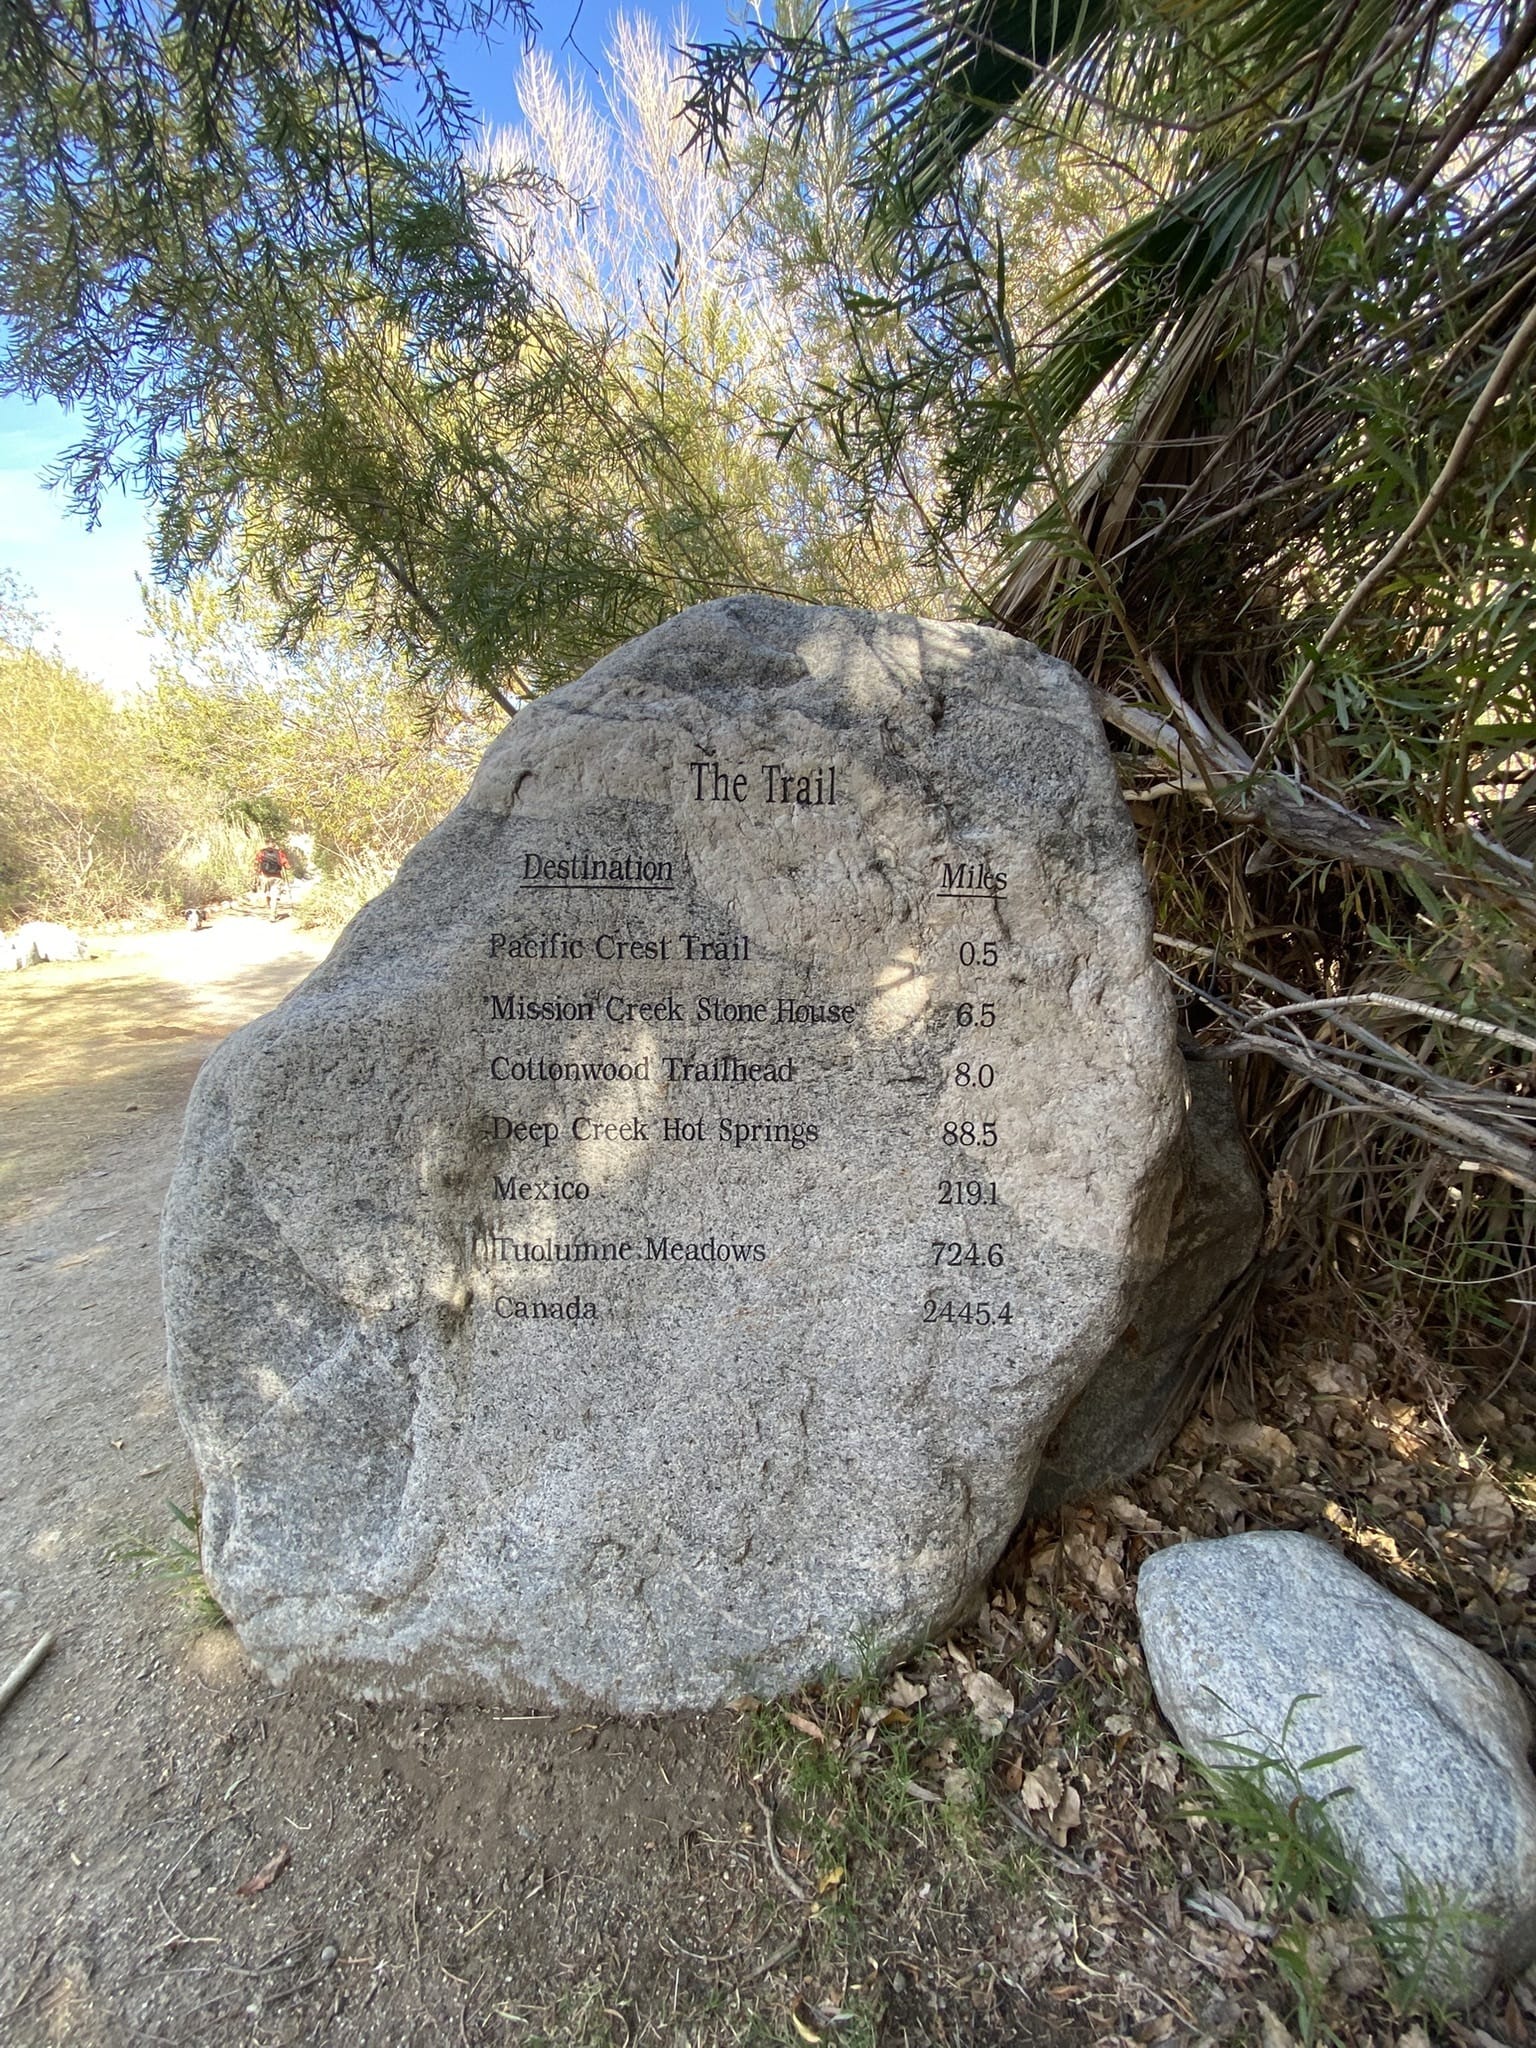 The Trail
Destination Miles
Pacific Crest Trail 0.5
Mission Creek Stone House 6.5
Cottonwood Trailhead 8.0
Deep Creek Hot Springs 88.5
Mexico 219.1
Tuolumne Meadows 724.6
Canada 2445.4